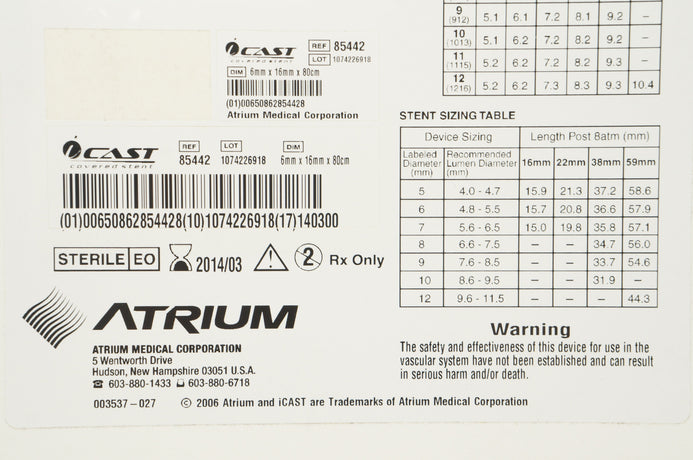 9 5.1 6.1 7.2 8.1 9.2 –
(912)
10 5.1 6.2 7.2 8.2 9.2 –
(1013)
11 5.2 6.2 7.2 8.2 9.3 –
(1115)
12 5.2 6.2 7.3 8.3 9.3 10.4
(1216)
iCAST REF 85442
covered stent LOT 1074226918
DIM 6mm x 16mm x 80cm
(01)00650862854428
Atrium Medical Corporation
iCAST REF LOT DIM
covered stent 85442 1074226918 6mm x 16mm x 80cm
(01)00650862854428(10)1074226918(17)140300
STERILE EO 2014/03 2 Rx Only
ATRIUM
ATRIUM MEDICAL CORPORATION
5 Wentworth Drive
Hudson, New Hampshire 03051 U.S.A.
☎ 603-880-1433 603-880-6718
003537-027 © 2006 Atrium and iCAST are Trademarks of Atrium Medical Corporation
STENT SIZING TABLE
Device Sizing Length Post 8atm (mm)
Labeled Diameter (mm) Recommended Lumen Diameter (mm) 16mm 22mm 38mm 59mm
5 4.0 - 4.7 15.9 21.3 37.2 58.6
6 4.8 - 5.5 15.7 20.8 36.6 57.9
7 5.6 - 6.5 15.0 19.8 35.8 57.1
8 6.6 - 7.5 – – 34.7 56.0
9 7.6 - 8.5 – – 33.7 54.6
10 8.6 - 9.5 – – 31.9 –
12 9.6 - 11.5 – – – 44.3
Warning
The safety and effectiveness of this device for use in the
vascular system have not been established and can result
in serious harm and/or death.